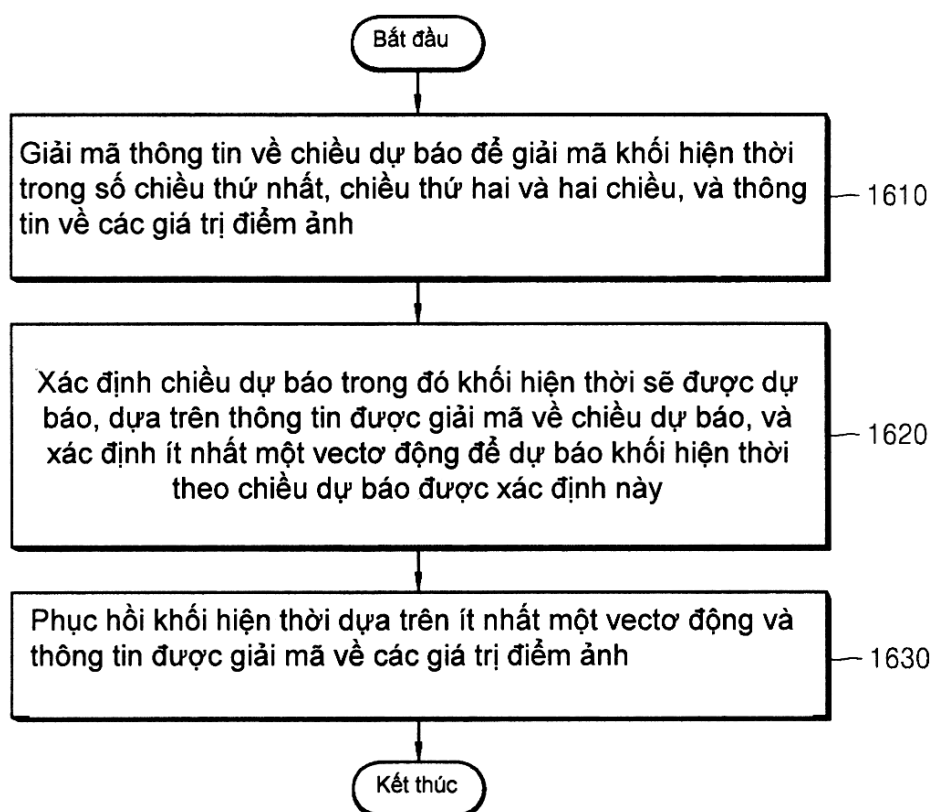 Bắt đầu
Giải mã thông tin về chiều dự báo để giải mã khối hiện thời
trong số chiều thứ nhất, chiều thứ hai và hai chiều, và thông
tin về các giá trị điểm ảnh
1610
Xác định chiều dự báo trong đó khối hiện thời sẽ được dự
báo, dựa trên thông tin được giải mã về chiều dự báo, và
xác định ít nhất một vectơ động để dự báo khối hiện thời
theo chiều dự báo được xác định này
1620
Phục hồi khối hiện thời dựa trên ít nhất một vectơ động và
thông tin được giải mã về các giá trị điểm ảnh
1630
Kết thúc